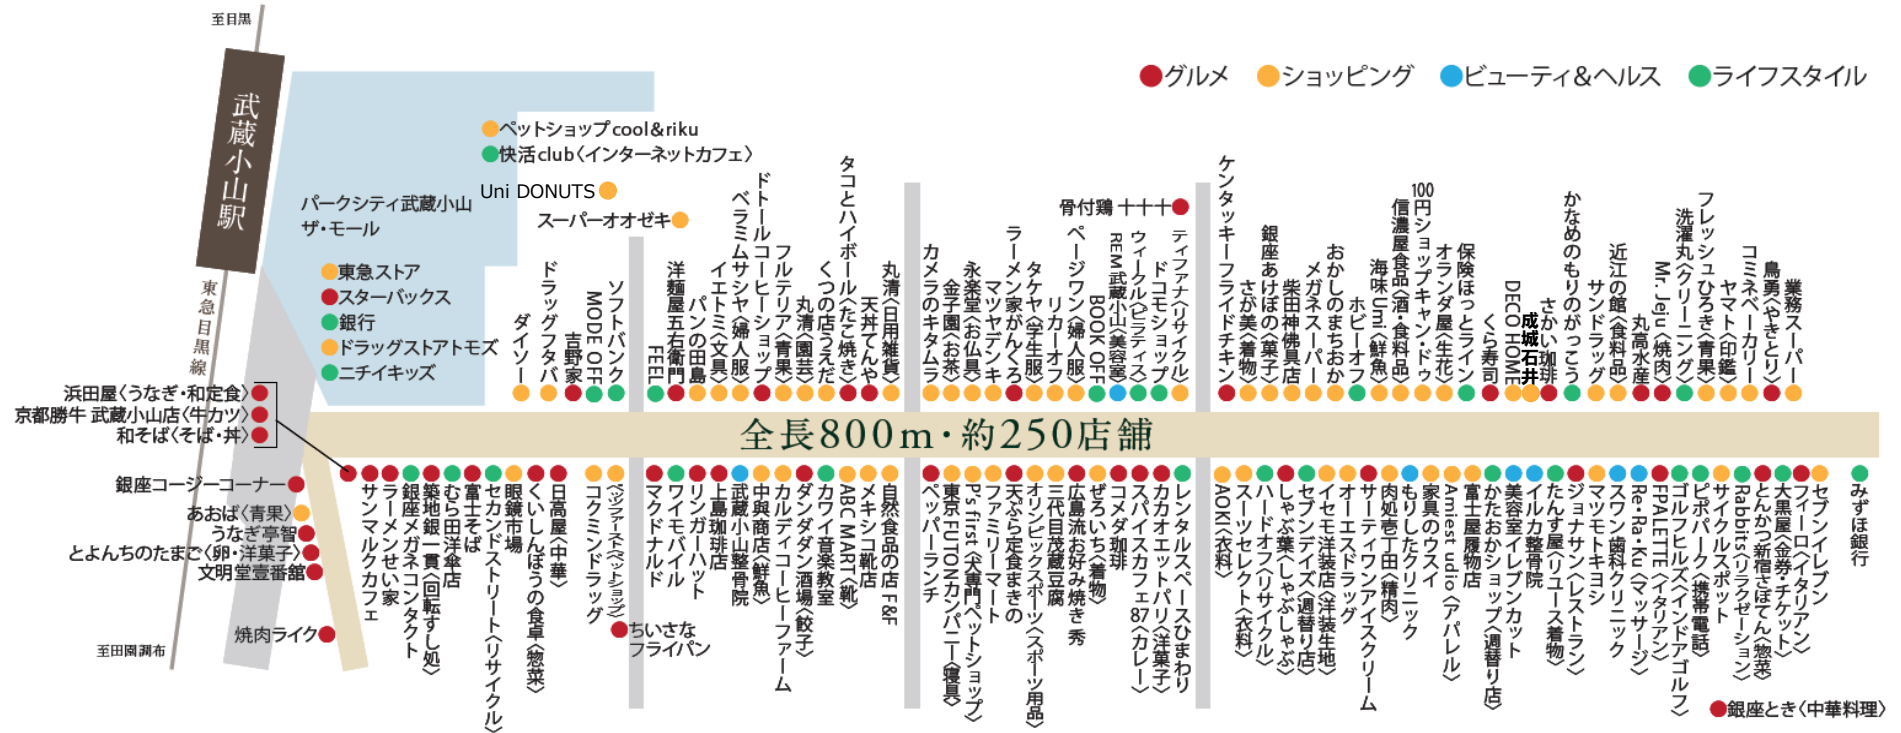 至目黒
武蔵小山駅
東急目黒線
至田園調布
グルメ
ショッピング
ビューティ&ヘルス
ライフスタイル
ペットショップcool&riku
快活club〈インターネットカフェ〉
Uni DONUTS
スーパーオオゼキ
パークシティ武蔵小山
ザ・モール
東急ストア
スターバックス
銀行
ドラッグストアトモズ
ニチイキッズ
浜田屋〈うなぎ・和定食〉
京都勝牛 武蔵小山店〈牛カツ〉
和そば〈そば・丼〉
銀座コージーコーナー
あおば〈青果〉
うなぎ亭智
とよんちのたまご〈卵・洋菓子〉
文明堂壹番舘
焼肉ライク
ダイソー
ドラッグフタバ
吉野家
MODE OFF
ソフトバンク
FEEL
洋麺屋五右衛門
パンの田島
イエトミ〈文具〉
ベラミムサシヤ〈婦人服〉
ドトールコーヒーショップ
フルテリア〈青果〉
丸清〈園芸〉
くつの店うえだ
タコとハイボール〈たこ焼き〉
天丼てんや
丸清〈日用雑貨〉
カメラのキタムラ
金子園〈お茶〉
永楽堂〈お仏具〉
マツヤデンキ
ラーメン家がんくろ
タケヤ〈学生服〉
リカーオフ
ページワン〈婦人服〉
BOOK OFF
REM武蔵小山〈美容室〉
ウィークル〈ピラティス〉
ドコモショップ
ティファナ〈リサイクル〉
骨付鶏 十十十
ケンタッキーフライドチキン
さが美〈着物〉
銀座あけぼの〈菓子〉
柴田神佛具店
メガネスーパー
おかしのまちおか
ホビーオフ
海味Uni〈鮮魚〉
信濃屋食品〈酒・食料品〉
100円ショップキャン・ドゥ
オランダ屋〈生花〉
保険ほっとライン
くら寿司
DECO HOME
成城石井
さかい珈琲
かなめのもりのがっこう
サンドラッグ
近江の館〈食料品〉
丸高水産
Mr. Jeju〈焼肉〉
洗濯丸〈クリーニング〉
フレッシュひろき〈青果〉
ヤマト〈印鑑〉
コミネベーカリー
鳥勇〈やきとり〉
業務スーパー
全長800m・約250店舗
サンマルクカフェ
ラーメンせい家
銀座メガネコンタクト
築地銀一貫〈回転すし処〉
むら田洋傘店
富士そば
セカンドストリート〈リサイクル〉
眼鏡市場
くいしんぼうの食卓〈惣菜〉
日高屋〈中華〉
コクミンドラッグ
ペッツファースト〈ペットショップ〉
ちいさな
フライパン
マクドナルド
ワイモバイル
リンガーハット
上島珈琲店
武蔵小山整骨院
中與商店〈鮮魚〉
カルディコーヒーファーム
ダンダダン酒場〈餃子〉
カワイ音楽教室
ABC MART〈靴〉
メキシコ靴店
自然食品の店 F&F
ペッパーランチ
東京FUTONカンパニー〈寝具〉
P's first〈犬専門ペットショップ〉
ファミリーマート
天ぷら定食まきの
オリンピックスポーツ〈スポーツ用品〉
三代目茂蔵豆腐
広島流お好み焼き 秀
ぜろいち〈着物〉
コメダ珈琲
スパイスカフェ87〈カレー〉
カカオエットパリ〈洋菓子〉
レンタルスペースひまわり
AOKI〈衣料〉
スーツセレクト〈衣料〉
ハードオフ〈リサイクル〉
しゃぶ葉〈しゃぶしゃぶ〉
セブンデイズ〈週替り店〉
イセモ洋装店〈洋装生地〉
オーエスドラッグ
サーティワンアイスクリーム
肉処壱丁田〈精肉〉
もりしたクリニック
家具のウスイ
Amiest udio〈アパレル〉
富士屋履物店
かたおかショップ〈週替り店〉
美容室イレブンカット
イルカ整骨院
たんす屋〈リユース着物〉
ジョナサン〈レストラン〉
マツモトキヨシ
スワン歯科クリニック
Re・Ra・Ku〈マッサージ〉
FPALETTE〈イタリアン〉
ゴルフヒルズ〈インドアゴルフ〉
ピポパーク〈携帯電話〉
サイクルスポット
Rabbits〈リラクゼーション〉
とんかつ新宿さぼてん〈惣菜〉
大黒屋〈金券・チケット〉
フィーロ〈イタリアン〉
セブンイレブン
みずほ銀行
銀座とき〈中華料理〉